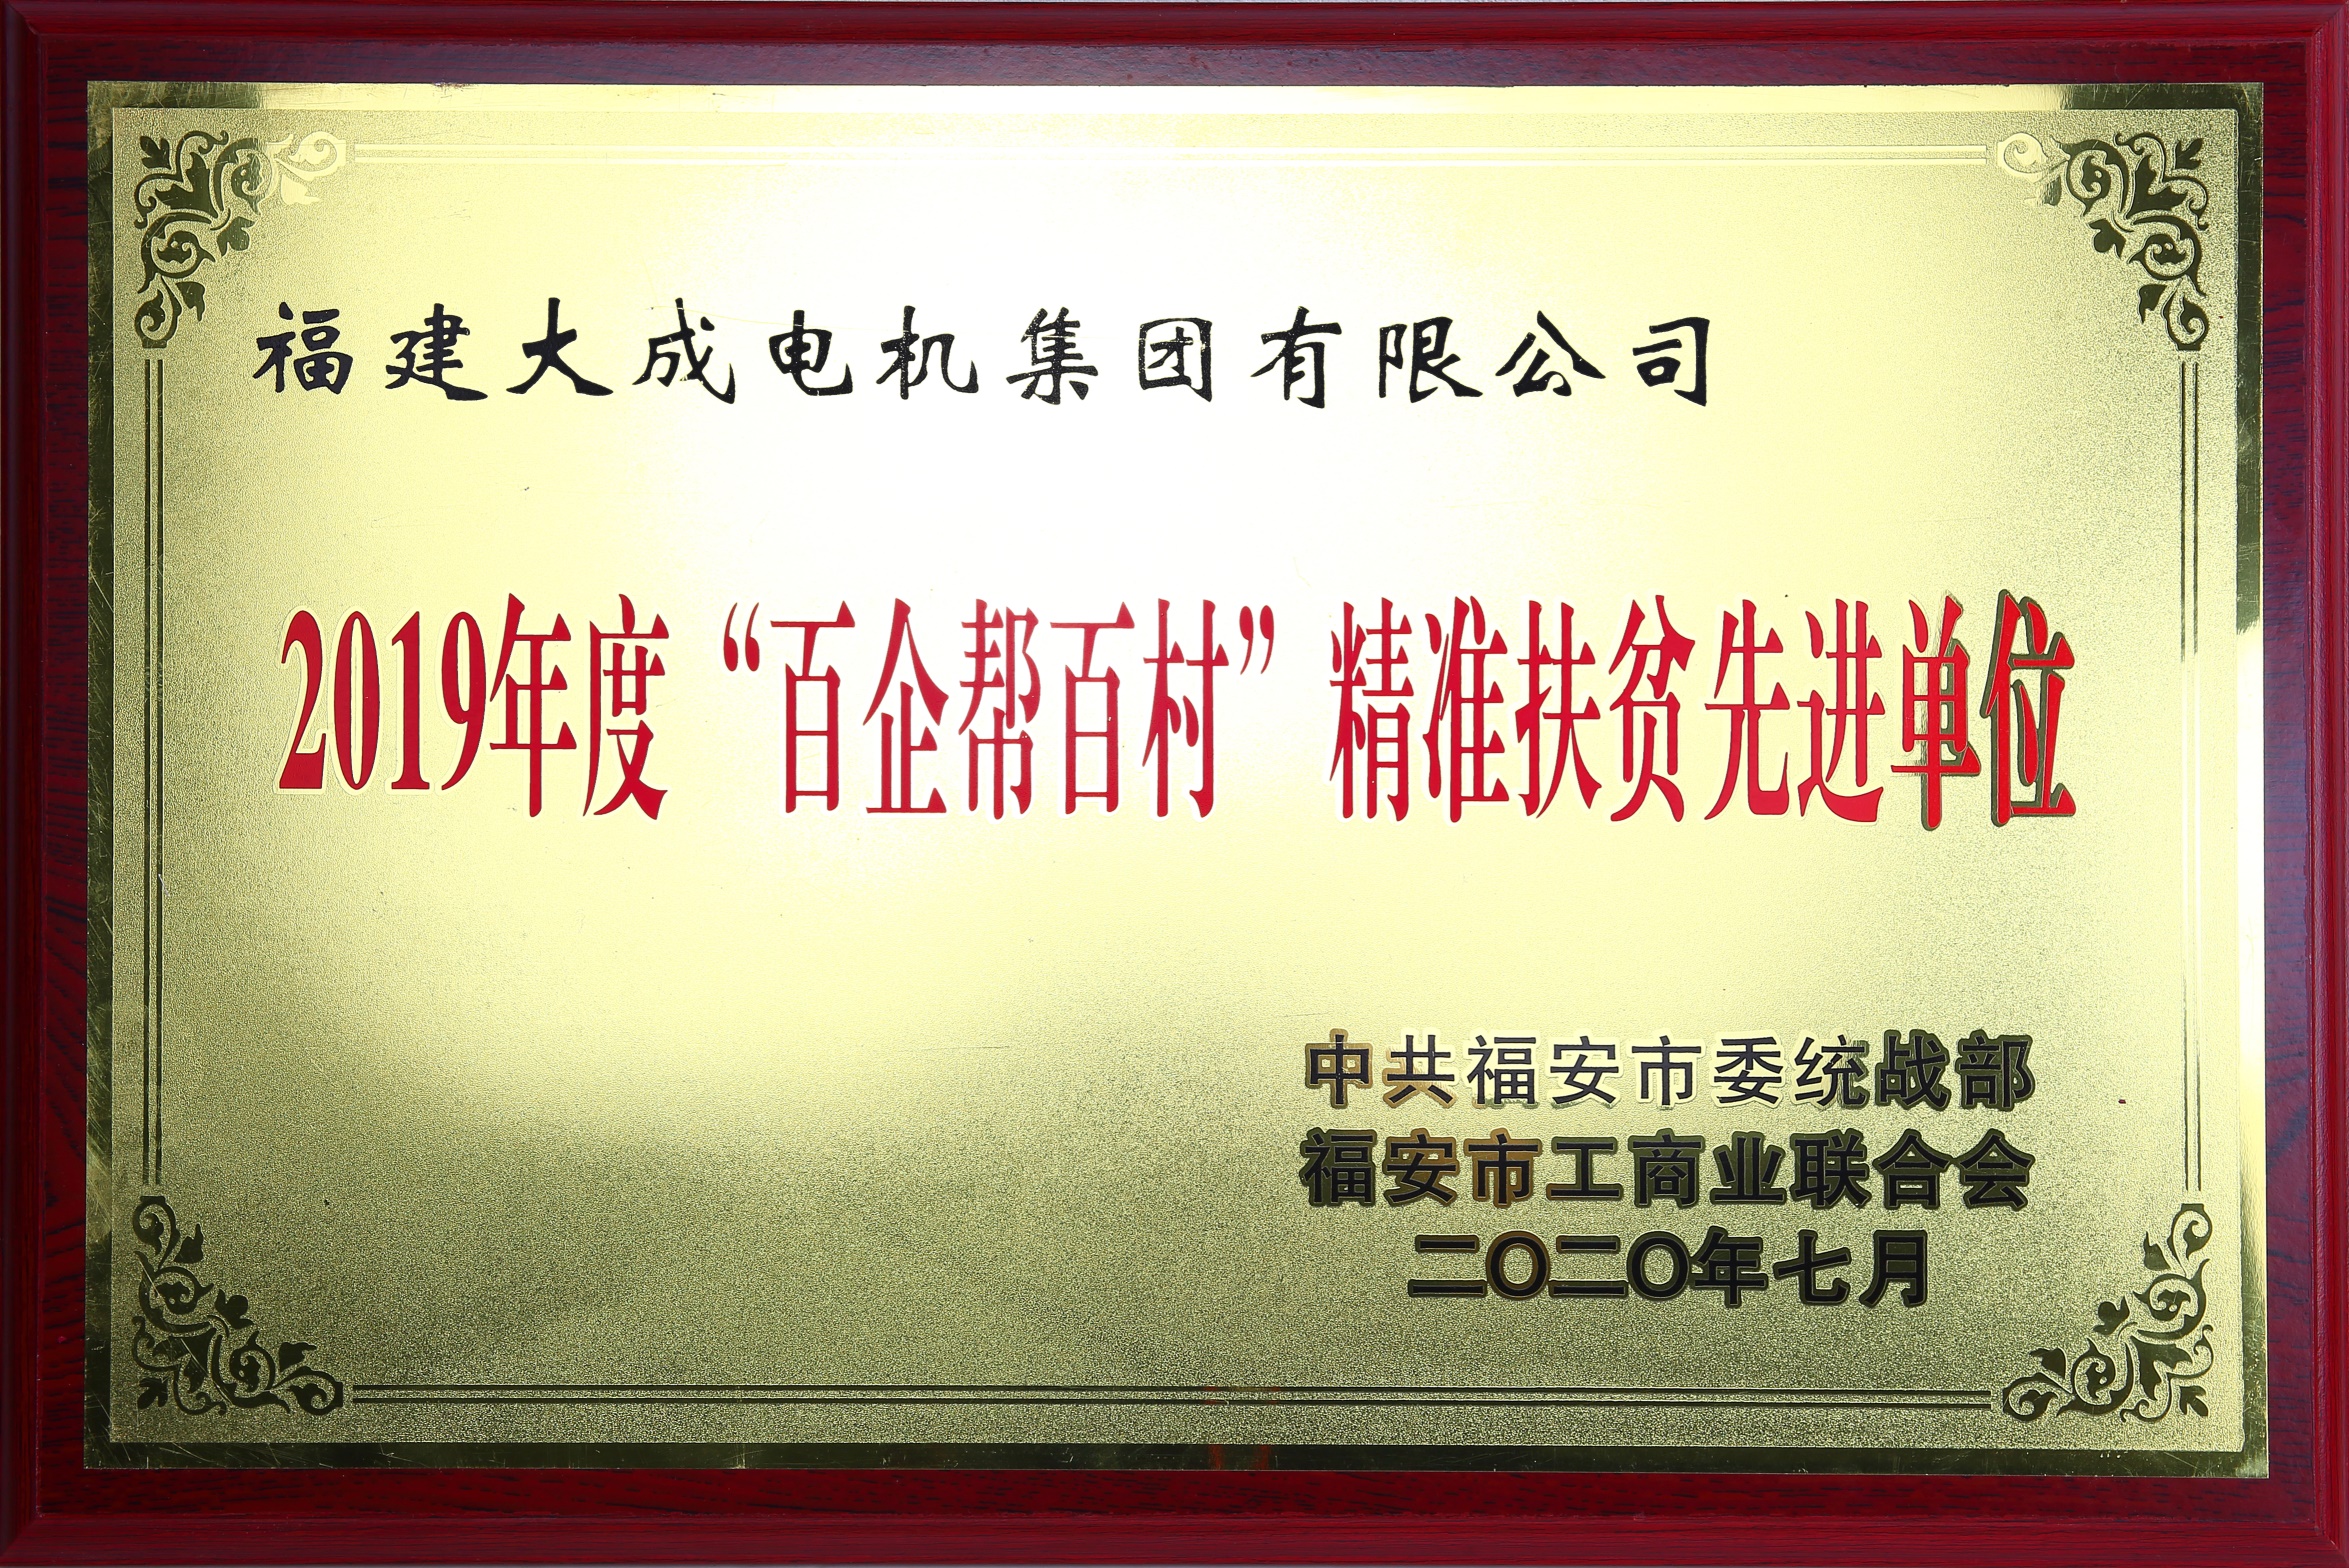 福建大成电机集团有限公司
2019年度“百企帮百村”精准扶贫先进单位
中共福安市委统战部
福安市工商业联合会
二〇二〇年七月